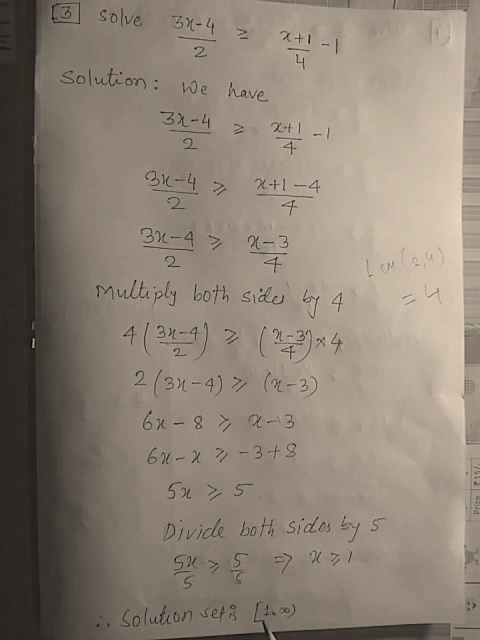 [3] Solve (3x-4)/2 ≥ (x+1)/4 - 1
Solution: We have
(3x-4)/2 ≥ (x+1)/4 - 1
(3x-4)/2 ≥ (x+1-4)/4
(3x-4)/2 ≥ (x-3)/4
Lcm(2,4)
= 4
Multiply both sides by 4
4((3x-4)/2) ≥ ((x-3)/4)×4
2(3x-4) ≥ (x-3)
6x - 8 ≥ x - 3
6x - x ≥ -3+8
5x ≥ 5
Divide both sides by 5
5x/5 ≥ 5/5 ⇒ x ≥ 1
∴ Solution set is [1,∞)